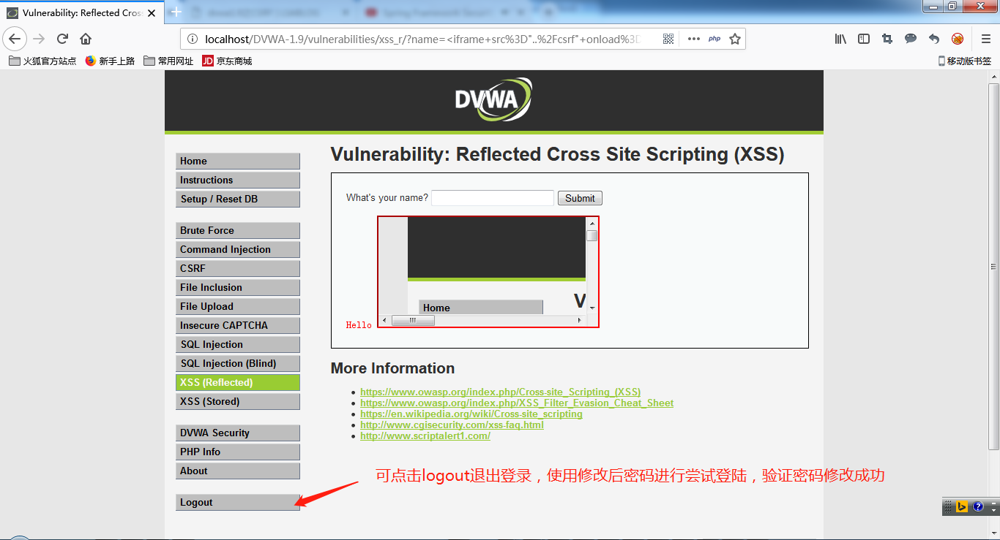 Vulnerability: Reflected Cros
localhost/DVWA-1.9/vulnerabilities/xss_r/?name=<iframe+src%3D"..%2Fcsrf"+onload%3D
php
火狐官方站点
新手上路
常用网址
JD
京东商城
移动版书签
DVWA
Home
Instructions
Setup / Reset DB
Brute Force
Command Injection
CSRF
File Inclusion
File Upload
Insecure CAPTCHA
SQL Injection
SQL Injection (Blind)
XSS (Reflected)
XSS (Stored)
DVWA Security
PHP Info
About
Logout
Vulnerability: Reflected Cross Site Scripting (XSS)
What's your name?
Submit
V
Home
Hello
More Information
https://www.owasp.org/index.php/Cross-site_Scripting_(XSS)
https://www.owasp.org/index.php/XSS_Filter_Evasion_Cheat_Sheet
https://en.wikipedia.org/wiki/Cross-site_scripting
http://www.cgisecurity.com/xss-faq.html
http://www.scriptalert1.com/
可点击logout退出登录，使用修改后密码进行尝试登陆，验证密码修改成功